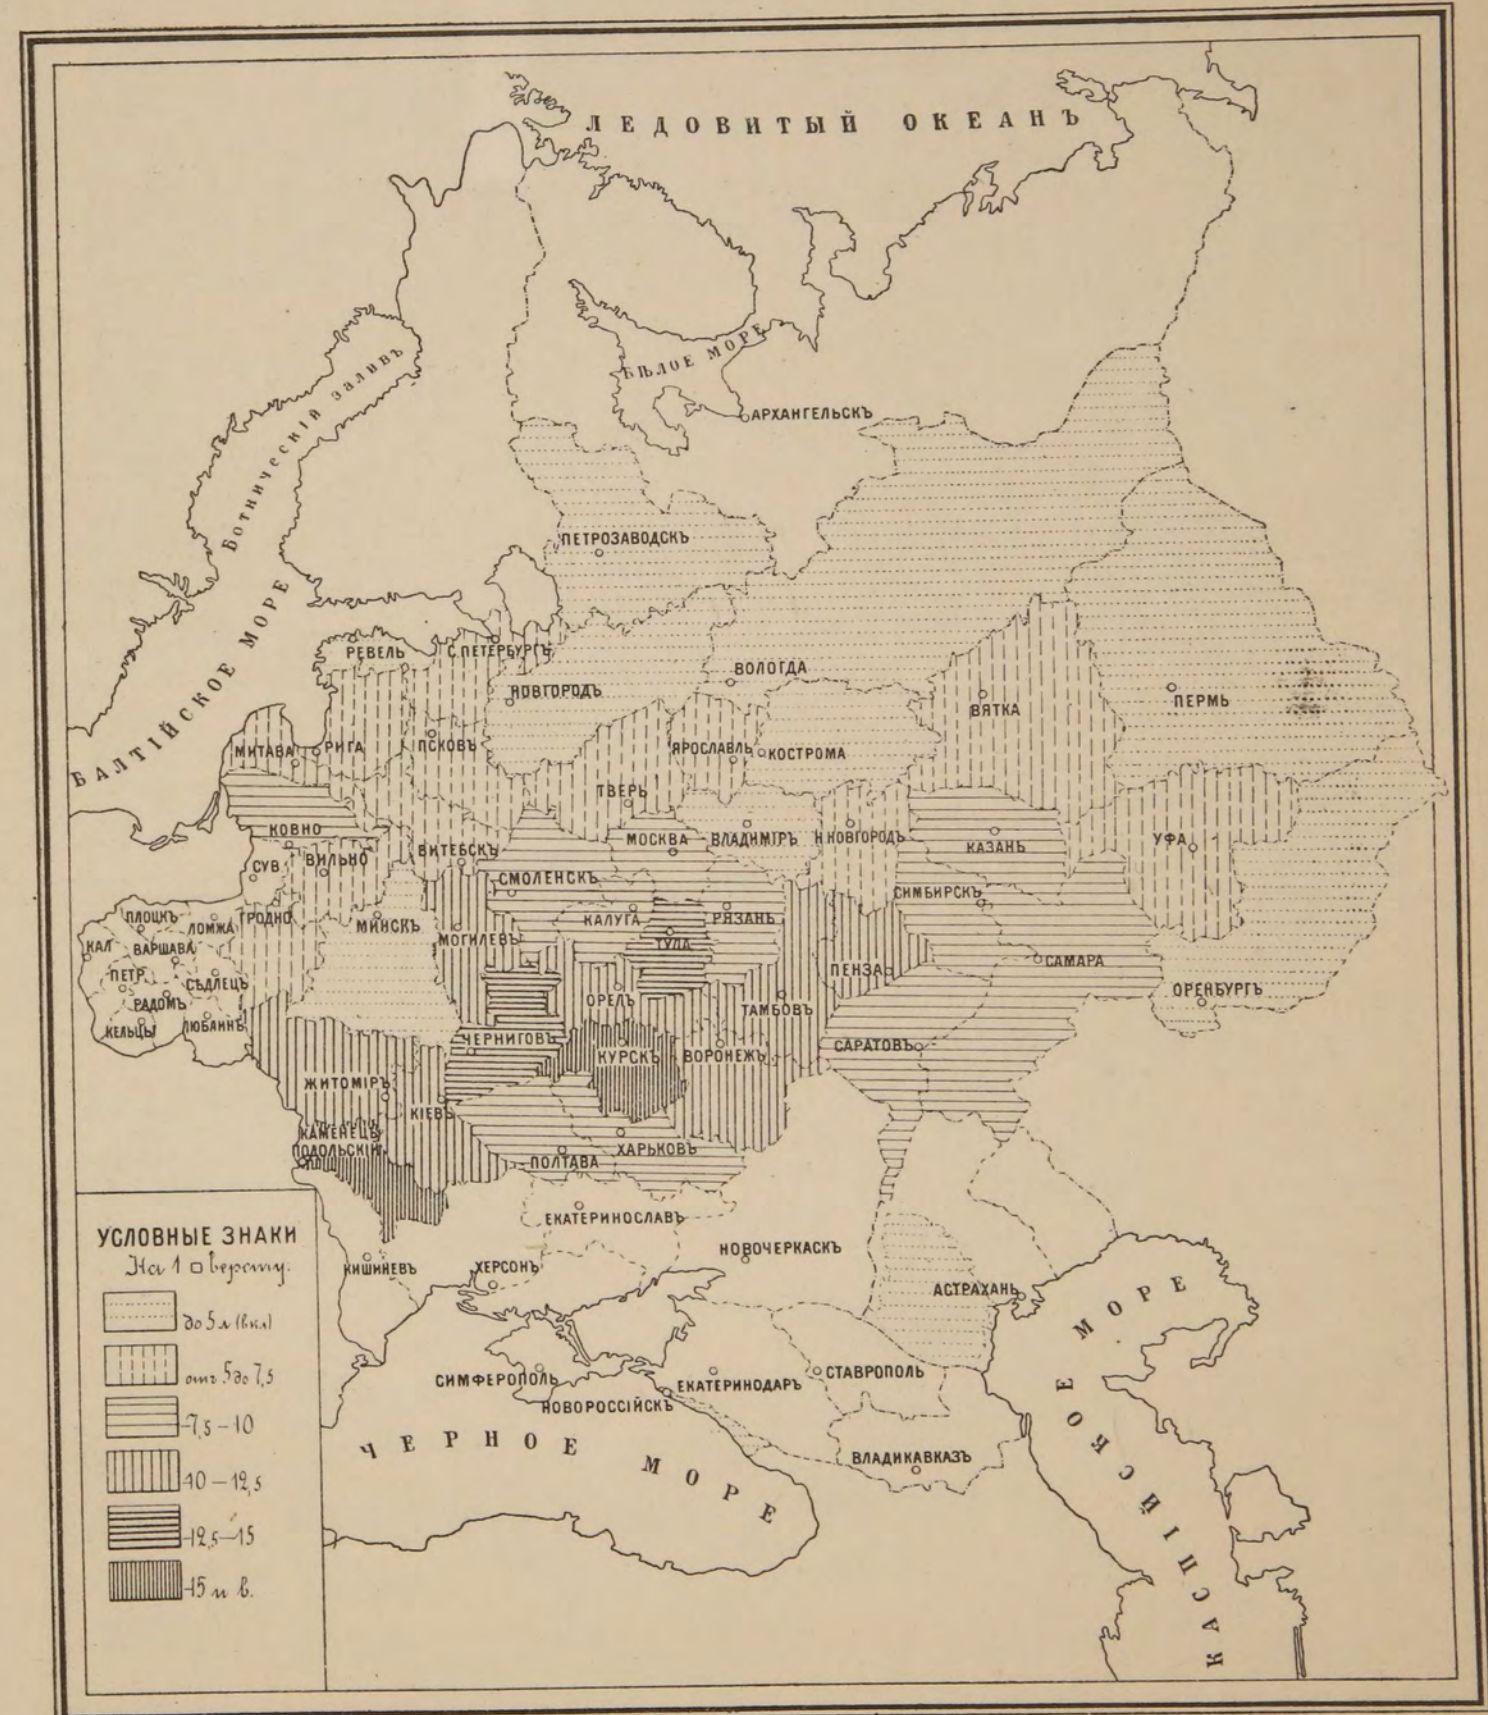 ЛЕДОВИТЫЙ ОКЕАНЪ
БѢЛОЕ МОРЕ
АРХАНГЕЛЬСКЪ
Ботническій заливъ
БАЛТІЙСКОЕ МОРЕ
ПЕТРОЗАВОДСКЪ
РЕВЕЛЬ
С.ПЕТЕРБУРГЪ
НОВГОРОДЪ
ВОЛОГДА
ВЯТКА
ПЕРМЬ
МИТАВА
РИГА
ПСКОВЪ
ЯРОСЛАВЛЬ
КОСТРОМА
ТВЕРЬ
КОВНО
МОСКВА
ВЛАДИМІРЪ
Н.НОВГОРОДЪ
КАЗАНЬ
УФА
СУВ.
ВИЛЬНО
ВИТЕБСКЪ
СМОЛЕНСКЪ
СИМБИРСКЪ
ПЛОЦКЪ
ЛОМЖА
ГРОДНО
МИНСКЪ
МОГИЛЕВЪ
КАЛУГА
ТУЛА
РЯЗАНЬ
КАЛ.
ВАРШАВА
ПЕТР.
СѢДЛЕЦЪ
РАДОМЪ
КЕЛЬЦЫ
ЛЮБЛИНЪ
ПЕНЗА
САМАРА
ОРЕНБУРГЪ
ОРЕЛЪ
ТАМБОВЪ
ЧЕРНИГОВЪ
КУРСКЪ
ВОРОНЕЖЪ
САРАТОВЪ
ЖИТОМІРЪ
КІЕВЪ
КАМЕНЕЦЪ
ПОДОЛЬСКІЙ
ПОЛТАВА
ХАРЬКОВЪ
ЕКАТЕРИНОСЛАВЪ
НОВОЧЕРКАСКЪ
КИШИНЕВЪ
ХЕРСОНЪ
АСТРАХАНЬ
СИМФЕРОПОЛЬ
НОВОРОССІЙСКЪ
ЕКАТЕРИНОДАРЪ
СТАВРОПОЛЬ
ВЛАДИКАВКАЗЪ
ЧЕРНОЕ МОРЕ
КАСПІЙСКОЕ МОРЕ
УСЛОВНЫЕ ЗНАКИ
На 1 □ версту.
до 5 л (вкл)
отъ 5 до 7,5
-7,5 – 10
-10 – 12,5
-12,5 – 15
-15 и в.